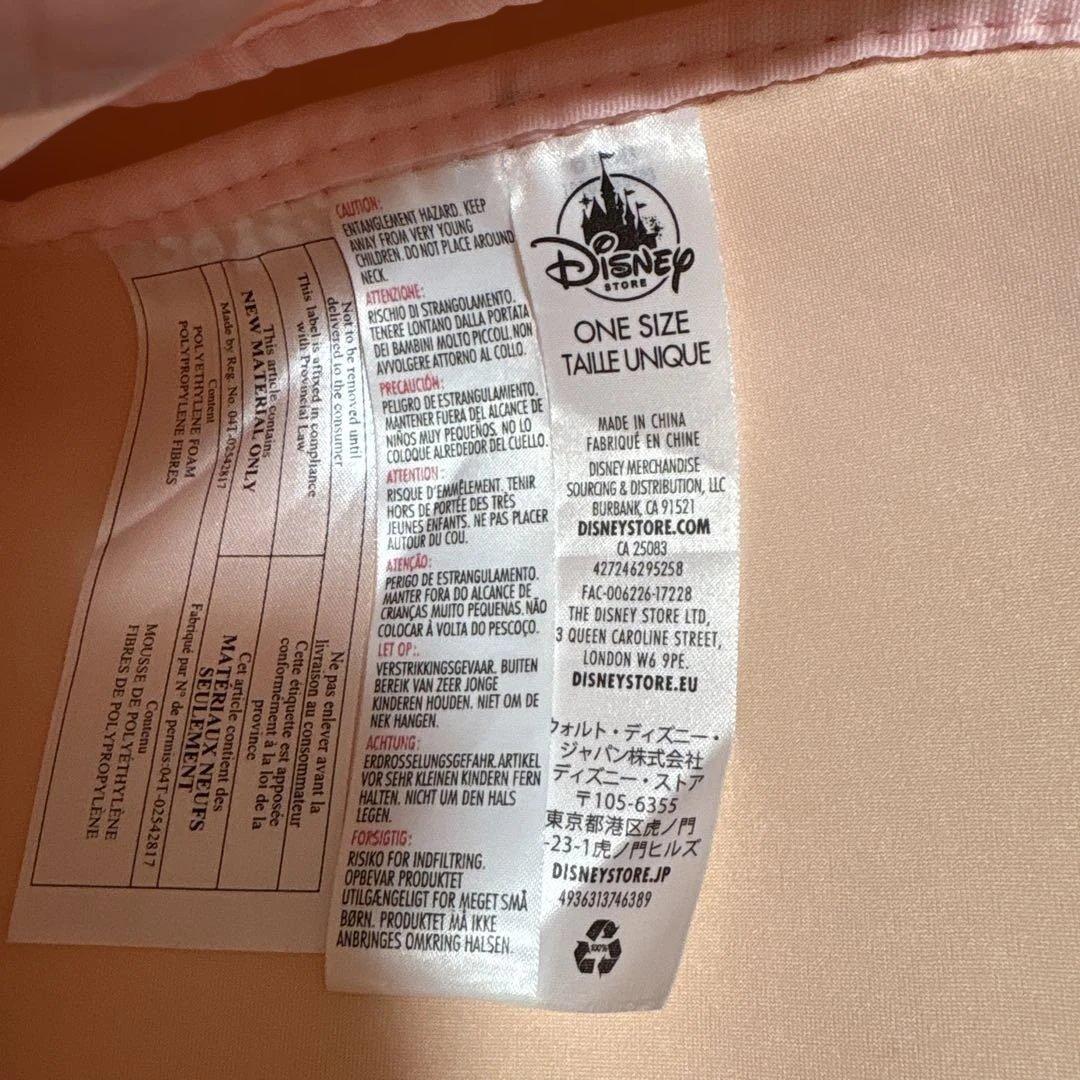 Disney
STORE
ONE SIZE
TAILLE UNIQUE
MADE IN CHINA
FABRIQUÉ EN CHINE
DISNEY MERCHANDISE
SOURCING & DISTRIBUTION, LLC
BURBANK, CA 91521
DISNEYSTORE.COM
CA 25083
427246295258
FAC-006226-17228
THE DISNEY STORE LTD,
3 QUEEN CAROLINE STREET,
LONDON W6 9PE.
DISNEYSTORE.EU
ウォルト・ディズニー・
ジャパン株式会社
ディズニー・ストア
〒105-6355
東京都港区虎ノ門
-23-1虎ノ門ヒルズ
DISNEYSTORE.JP
4936313746389
100%
CAUTION:
ENTANGLEMENT HAZARD. KEEP
AWAY FROM VERY YOUNG
CHILDREN. DO NOT PLACE AROUND
NECK.
ATTENZIONE:
RISCHIO DI STRANGOLAMENTO.
TENERE LONTANO DALLA PORTATA
DEI BAMBINI MOLTO PICCOLI. NON
AVVOLGERE ATTORNO AL COLLO.
PRECAUCIÓN:
PELIGRO DE ESTRANGULAMIENTO.
MANTENER FUERA DEL ALCANCE DE
NIÑOS MUY PEQUEÑOS. NO LO
COLOQUE ALREDEDOR DEL CUELLO.
ATTENTION :
RISQUE D'EMMÊLEMENT. TENIR
HORS DE PORTÉE DES TRÈS
JEUNES ENFANTS. NE PAS PLACER
AUTOUR DU COU.
ATENÇÃO:
PERIGO DE ESTRANGULAMENTO.
MANTER FORA DO ALCANCE DE
CRIANÇAS MUITO PEQUENAS. NÃO
COLOCAR À VOLTA DO PESCOÇO.
LET OP:.
VERSTRIKKINGSGEVAAR. BUITEN
BEREIK VAN ZEER JONGE
KINDEREN HOUDEN. NIET OM DE
NEK HANGEN.
ACHTUNG:
ERDROSSELUNGSGEFAHR. ARTIKEL
VOR SEHR KLEINEN KINDERN FERN
HALTEN. NICHT UM DEN HALS
LEGEN.
FORSIGTIG:
RISIKO FOR INDFILTRING.
OPBEVAR PRODUKTET
UTILGÆNGELIGT FOR MEGET SMÅ
BØRN. PRODUKTET MÅ IKKE
ANBRINGES OMKRING HALSEN.
Not to be removed until
delivered to the consumer
This label is affixed in compliance
with Provincial Law
This article contains
NEW MATERIAL ONLY
Made by Reg. No. 04T-02542817
Content
POLYETHYLENE FOAM
POLYPROPYLENE FIBRES
Ne pas enlever avant la
livraison au consommateur
Cette étiquette est apposée
conformément à la loi de la
province
Cet article contient des
MATÉRIAUX NEUFS
SEULEMENT
Fabriqué par N° de permis:04T-02542817
Contenu
MOUSSE DE POLYÉTHYLÈNE
FIBRES DE POLYPROPYLÈNE